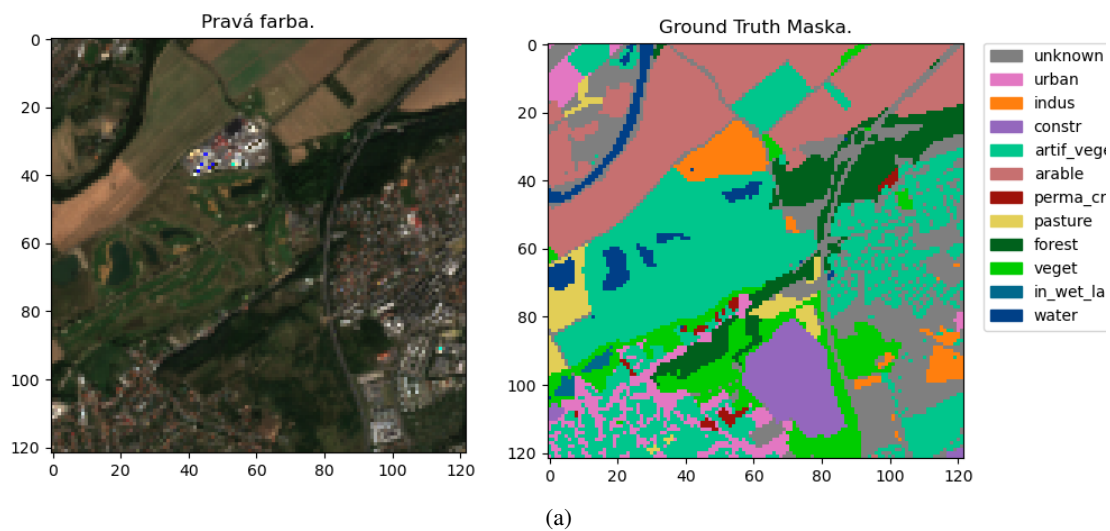 Pravá farba.
0
20
40
60
80
100
120
0 20 40 60 80 100 120
Ground Truth Maska.
0
20
40
60
80
100
120
0 20 40 60 80 100 120
unknown
urban
indus
constr
artif_vege
arable
perma_cr
pasture
forest
veget
in_wet_la
water
(a)